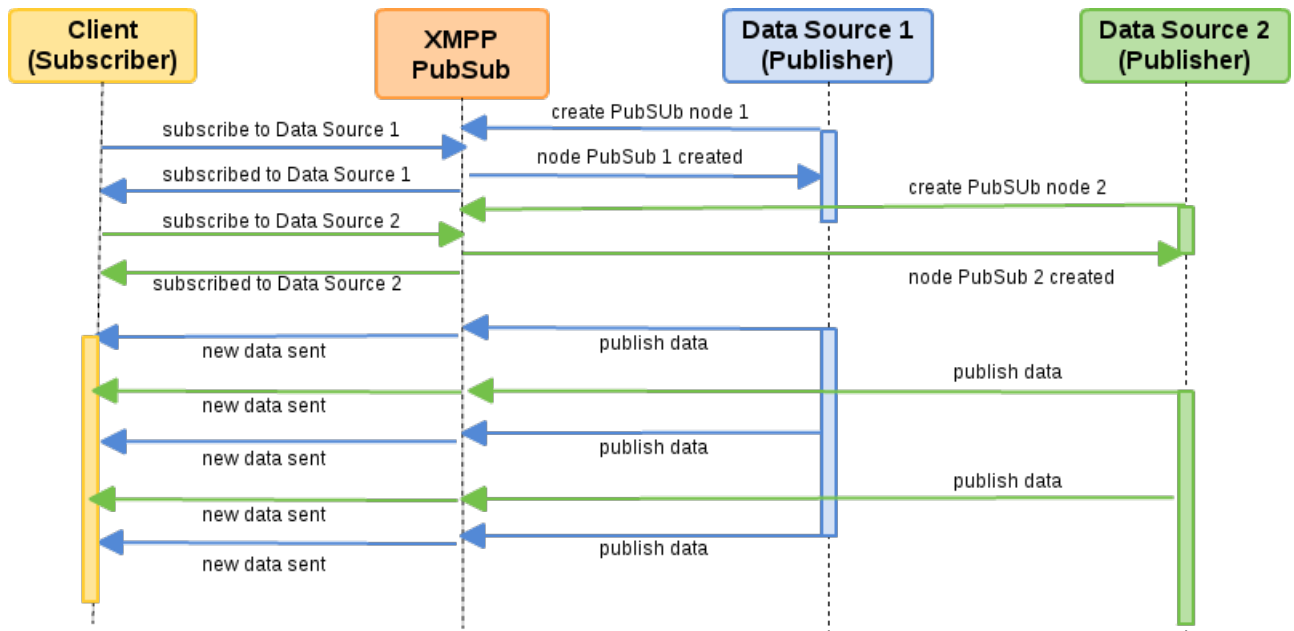 Client
(Subscriber)
XMPP
PubSub
Data Source 1
(Publisher)
Data Source 2
(Publisher)
create PubSUb node 1
subscribe to Data Source 1
node PubSub 1 created
subscribed to Data Source 1
create PubSUb node 2
subscribe to Data Source 2
node PubSub 2 created
subscribed to Data Source 2
publish data
new data sent
publish data
new data sent
publish data
new data sent
publish data
new data sent
publish data
new data sent